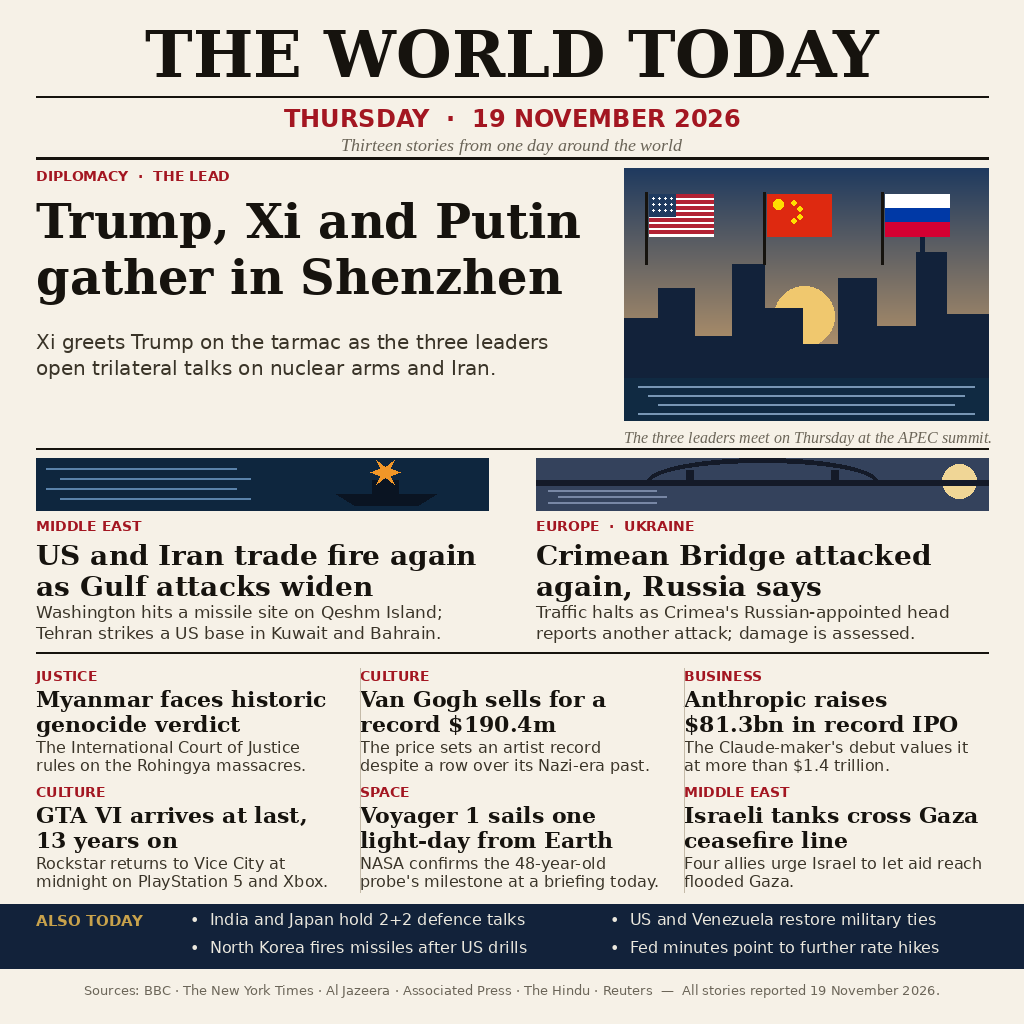 THE WORLD TODAY
THURSDAY · 19 NOVEMBER 2026
Thirteen stories from one day around the world
DIPLOMACY · THE LEAD
Trump, Xi and Putin
gather in Shenzhen
Xi greets Trump on the tarmac as the three leaders
open trilateral talks on nuclear arms and Iran.
The three leaders meet on Thursday at the APEC summit.
MIDDLE EAST
US and Iran trade fire again
as Gulf attacks widen
Washington hits a missile site on Qeshm Island;
Tehran strikes a US base in Kuwait and Bahrain.
EUROPE · UKRAINE
Crimean Bridge attacked
again, Russia says
Traffic halts as Crimea's Russian-appointed head
reports another attack; damage is assessed.
JUSTICE
Myanmar faces historic
genocide verdict
The International Court of Justice
rules on the Rohingya massacres.
CULTURE
Van Gogh sells for a
record $190.4m
The price sets an artist record
despite a row over its Nazi-era past.
BUSINESS
Anthropic raises
$81.3bn in record IPO
The Claude-maker's debut values it
at more than $1.4 trillion.
CULTURE
GTA VI arrives at last,
13 years on
Rockstar returns to Vice City at
midnight on PlayStation 5 and Xbox.
SPACE
Voyager 1 sails one
light-day from Earth
NASA confirms the 48-year-old
probe's milestone at a briefing today.
MIDDLE EAST
Israeli tanks cross Gaza
ceasefire line
Four allies urge Israel to let aid reach
flooded Gaza.
ALSO TODAY
• India and Japan hold 2+2 defence talks
• North Korea fires missiles after US drills
• US and Venezuela restore military ties
• Fed minutes point to further rate hikes
Sources: BBC · The New York Times · Al Jazeera · Associated Press · The Hindu · Reuters — All stories reported 19 November 2026.